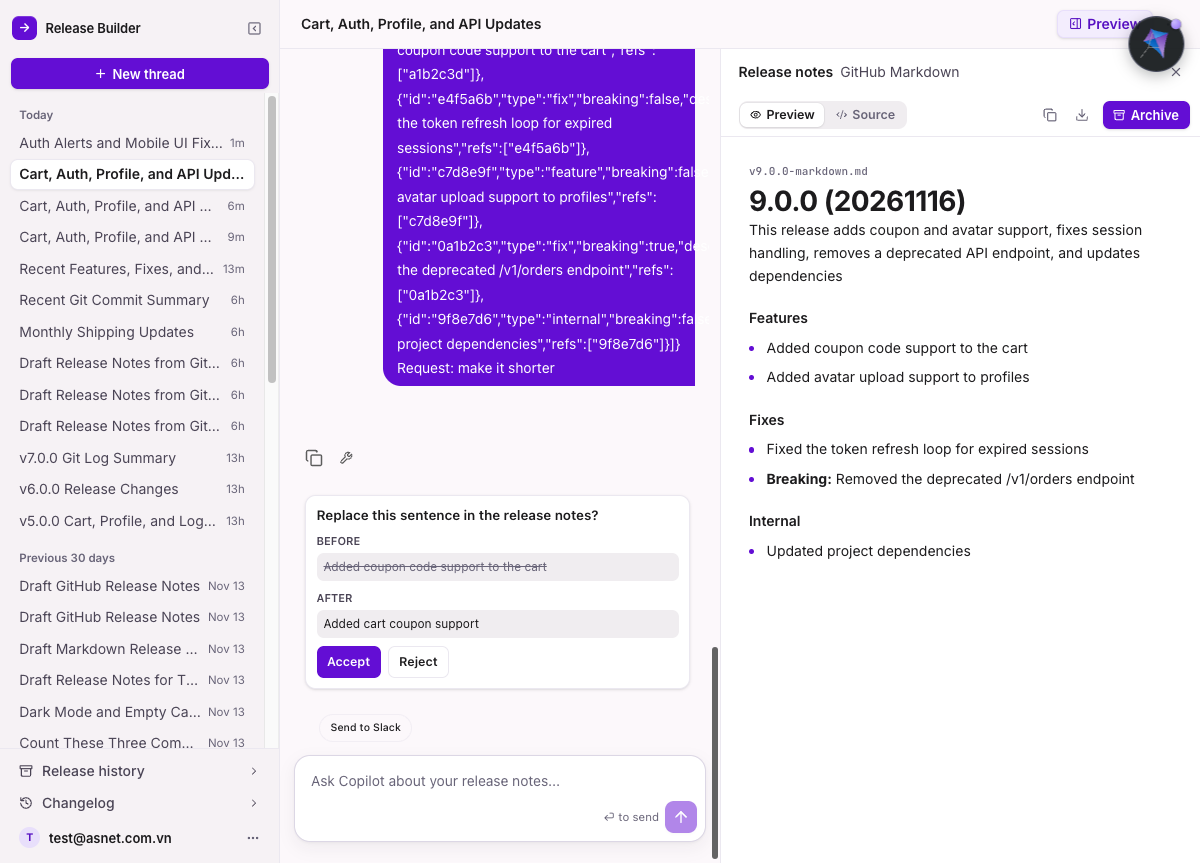 Release Builder
New thread
Today
Auth Alerts and Mobile UI Fix... 1m
Cart, Auth, Profile, and API Upd...
Cart, Auth, Profile, and API ... 6m
Cart, Auth, Profile, and API ... 9m
Recent Features, Fixes, and... 13m
Recent Git Commit Summary 6h
Monthly Shipping Updates 6h
Draft Release Notes from Git... 6h
Draft Release Notes from Git... 6h
Draft Release Notes from Git... 6h
v7.0.0 Git Log Summary 13h
v6.0.0 Release Changes 13h
v5.0.0 Cart, Profile, and Log... 13h
Previous 30 days
Draft GitHub Release Notes Nov 13
Draft GitHub Release Notes Nov 13
Draft Markdown Release ... Nov 13
Draft Release Notes for T... Nov 13
Dark Mode and Empty Ca... Nov 13
Count These Three Com... Nov 13
Release history
Changelog
T test@asnet.com.vn
Cart, Auth, Profile, and API Updates
Preview
coupon code support to the cart","refs":
["a1b2c3d"]},
{"id":"e4f5a6b","type":"fix","breaking":false,"
the token refresh loop for expired
sessions","refs":["e4f5a6b"]},
{"id":"c7d8e9f","type":"feature","breaking":
avatar upload support to profiles","refs":
["c7d8e9f"]},
{"id":"0a1b2c3","type":"fix","breaking":true,"
the deprecated /v1/orders endpoint","refs":
["0a1b2c3"]},
{"id":"9f8e7d6","type":"internal","breaking":
project dependencies","refs":["9f8e7d6"]}]}
Request: make it shorter
Replace this sentence in the release notes?
BEFORE
Added coupon code support to the cart
AFTER
Added cart coupon support
Accept Reject
Send to Slack
Ask Copilot about your release notes...
to send
Release notes GitHub Markdown
Preview Source Archive
v9.0.0-markdown.md
9.0.0 (20261116)
This release adds coupon and avatar support, fixes session
handling, removes a deprecated API endpoint, and updates
dependencies
Features
Added coupon code support to the cart
Added avatar upload support to profiles
Fixes
Fixed the token refresh loop for expired sessions
Breaking: Removed the deprecated /v1/orders endpoint
Internal
Updated project dependencies